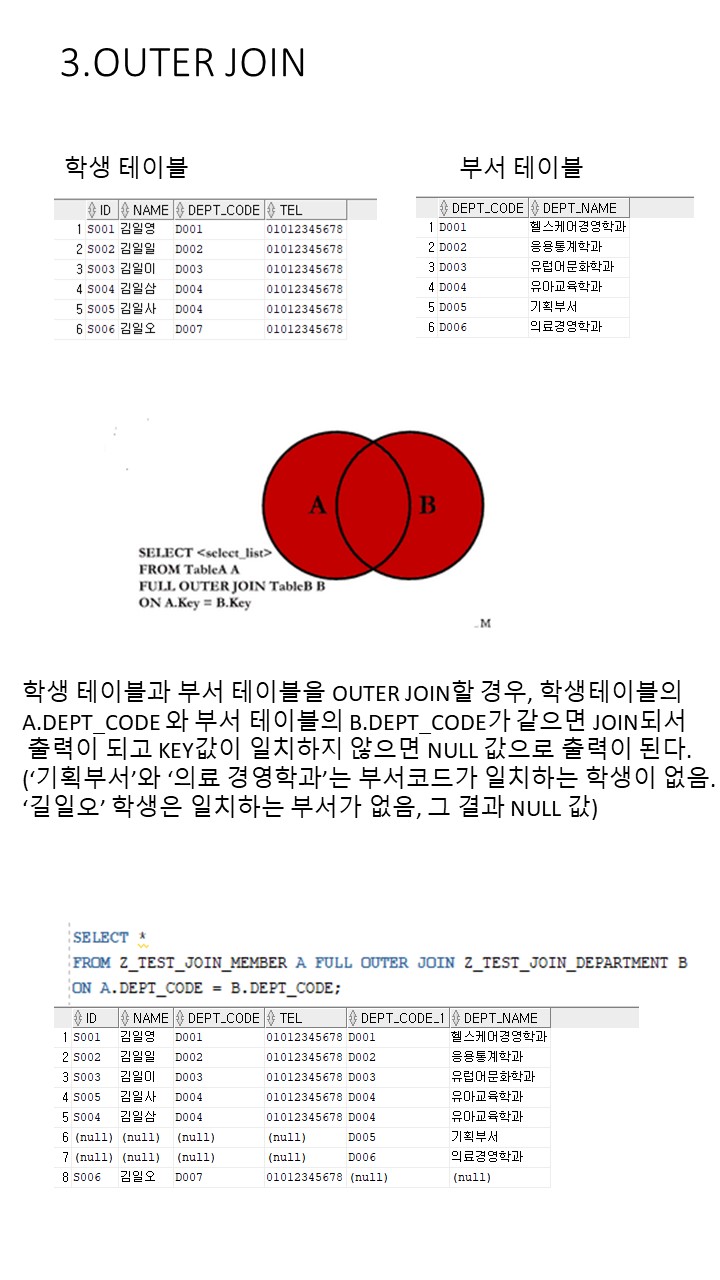 3.OUTER JOIN
학생 테이블
부서 테이블
ID NAME DEPT_CODE TEL
1 S001 김일영 D001 01012345678
2 S002 김일일 D002 01012345678
3 S003 김일이 D003 01012345678
4 S004 김일삼 D004 01012345678
5 S005 김일사 D004 01012345678
6 S006 김일오 D007 01012345678
DEPT_CODE DEPT_NAME
1 D001 헬스케어경영학과
2 D002 응용통계학과
3 D003 유럽어문화학과
4 D004 유아교육학과
5 D005 기획부서
6 D006 의료경영학과
A B
SELECT <select_list>
FROM TableA A
FULL OUTER JOIN TableB B
ON A.Key = B.Key
M
학생 테이블과 부서 테이블을 OUTER JOIN할 경우, 학생테이블의
A.DEPT_CODE 와 부서 테이블의 B.DEPT_CODE가 같으면 JOIN되서
출력이 되고 KEY값이 일치하지 않으면 NULL 값으로 출력이 된다.
(‘기획부서’와 ‘의료 경영학과’는 부서코드가 일치하는 학생이 없음.
‘길일오’ 학생은 일치하는 부서가 없음, 그 결과 NULL 값)
SELECT *
FROM Z_TEST_JOIN_MEMBER A FULL OUTER JOIN Z_TEST_JOIN_DEPARTMENT B
ON A.DEPT_CODE = B.DEPT_CODE;
ID NAME DEPT_CODE TEL DEPT_CODE_1 DEPT_NAME
1 S001 김일영 D001 01012345678 D001 헬스케어경영학과
2 S002 김일일 D002 01012345678 D002 응용통계학과
3 S003 김일이 D003 01012345678 D003 유럽어문화학과
4 S005 김일사 D004 01012345678 D004 유아교육학과
5 S004 김일삼 D004 01012345678 D004 유아교육학과
6 (null) (null) (null) (null) D005 기획부서
7 (null) (null) (null) (null) D006 의료경영학과
8 S006 김일오 D007 01012345678 (null) (null)